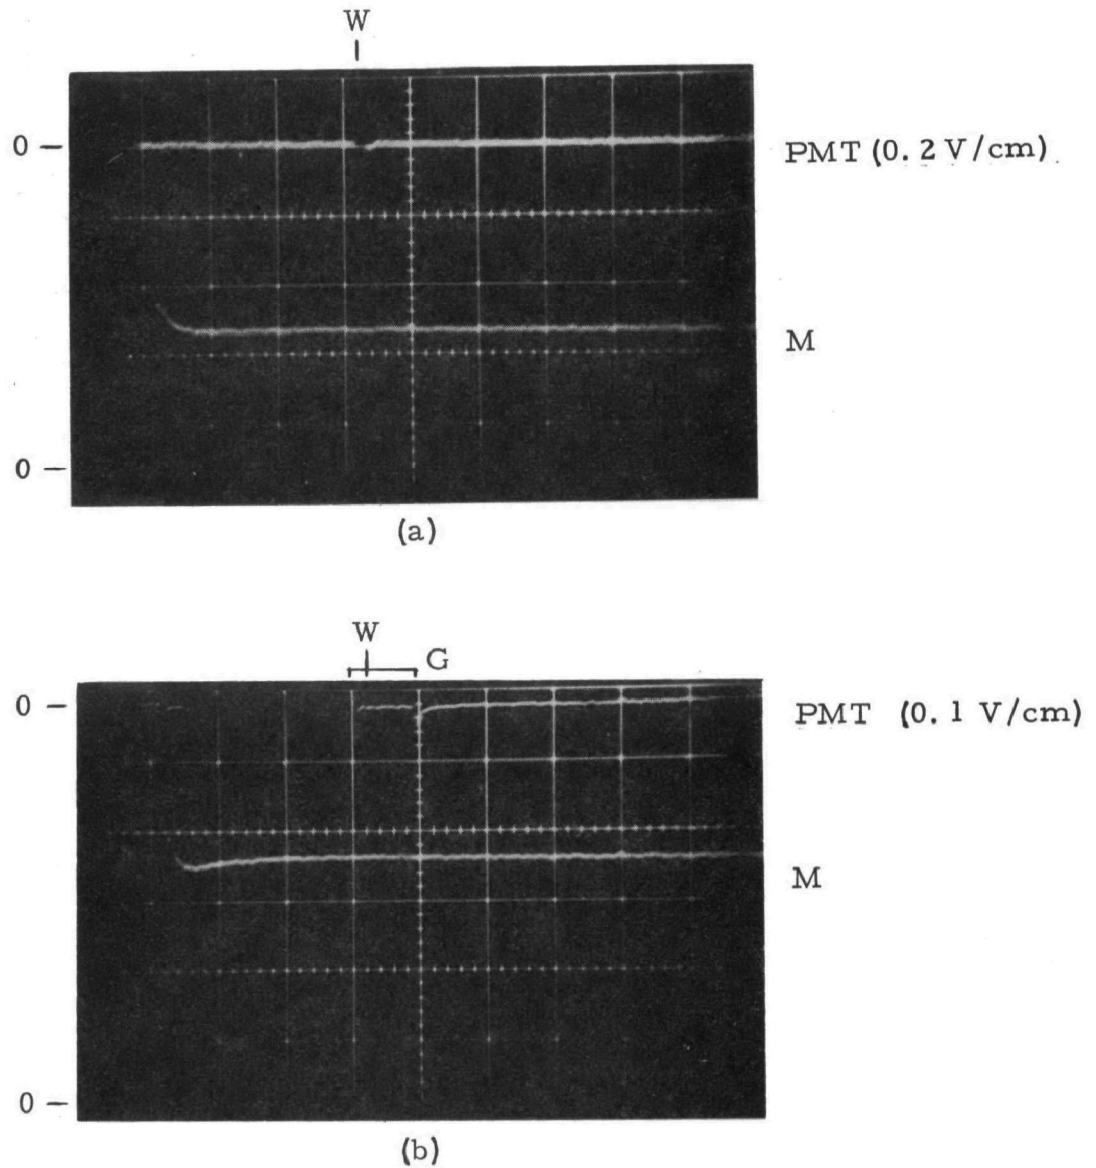 W
0 — PMT (0.2 V/cm)
M
0 —
(a)
W
G
0 — PMT (0.1 V/cm)
M
0 —
(b)